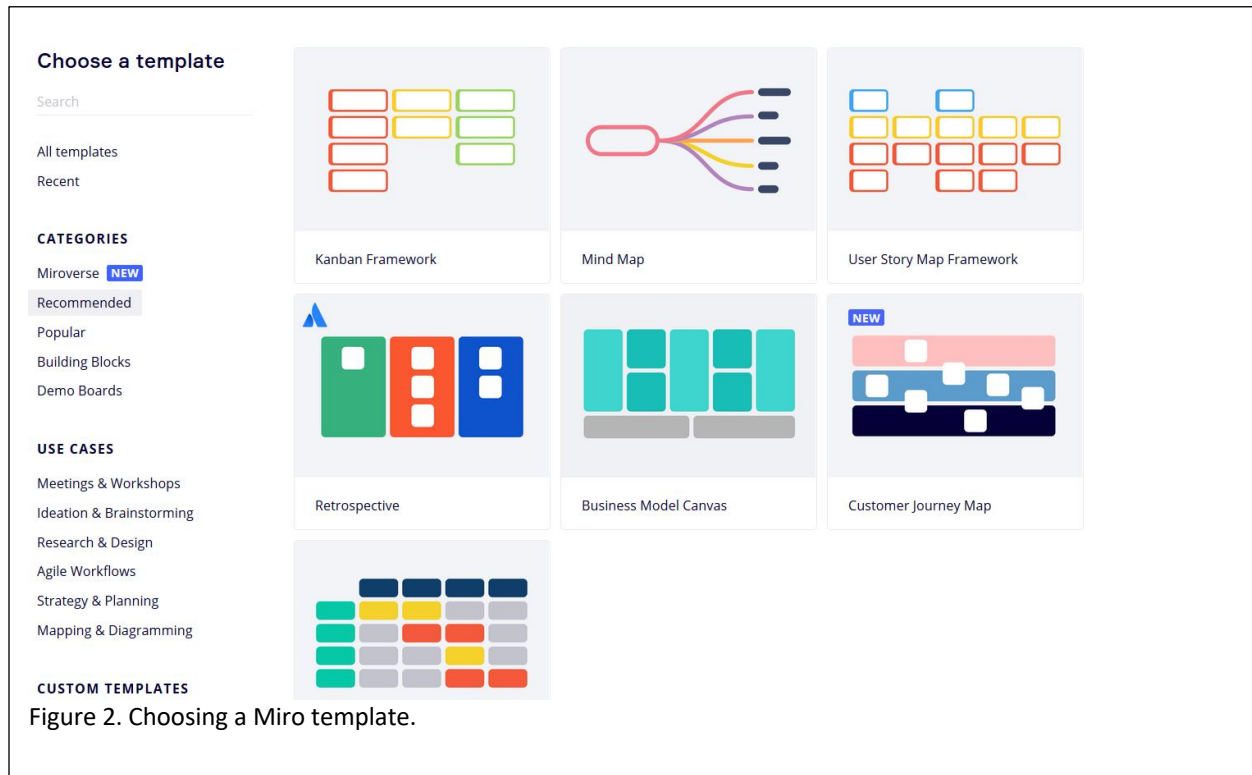 Choose a template
Search
All templates
Recent
CATEGORIES
Miroverse NEW
Recommended
Popular
Building Blocks
Demo Boards
USE CASES
Meetings & Workshops
Ideation & Brainstorming
Research & Design
Agile Workflows
Strategy & Planning
Mapping & Diagramming
CUSTOM TEMPLATES
Kanban Framework
Mind Map
User Story Map Framework
Retrospective
Business Model Canvas
NEW
Customer Journey Map
Figure 2. Choosing a Miro template.